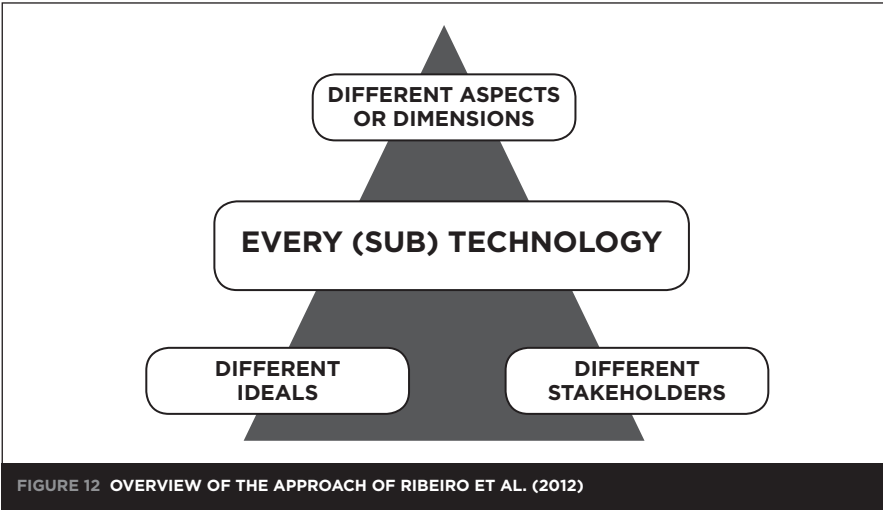 DIFFERENT ASPECTS
OR DIMENSIONS
EVERY (SUB) TECHNOLOGY
DIFFERENT
IDEALS
DIFFERENT
STAKEHOLDERS
FIGURE 12 OVERVIEW OF THE APPROACH OF RIBEIRO ET AL. (2012)